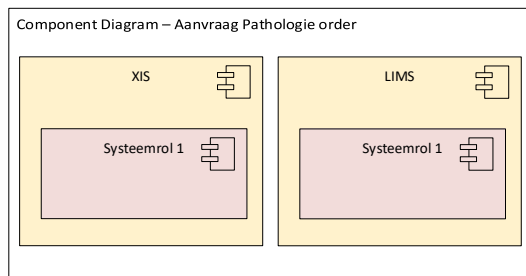 Component Diagram – Aanvraag Pathologie order
XIS
LIMS
Systeemrol 1
Systeemrol 1